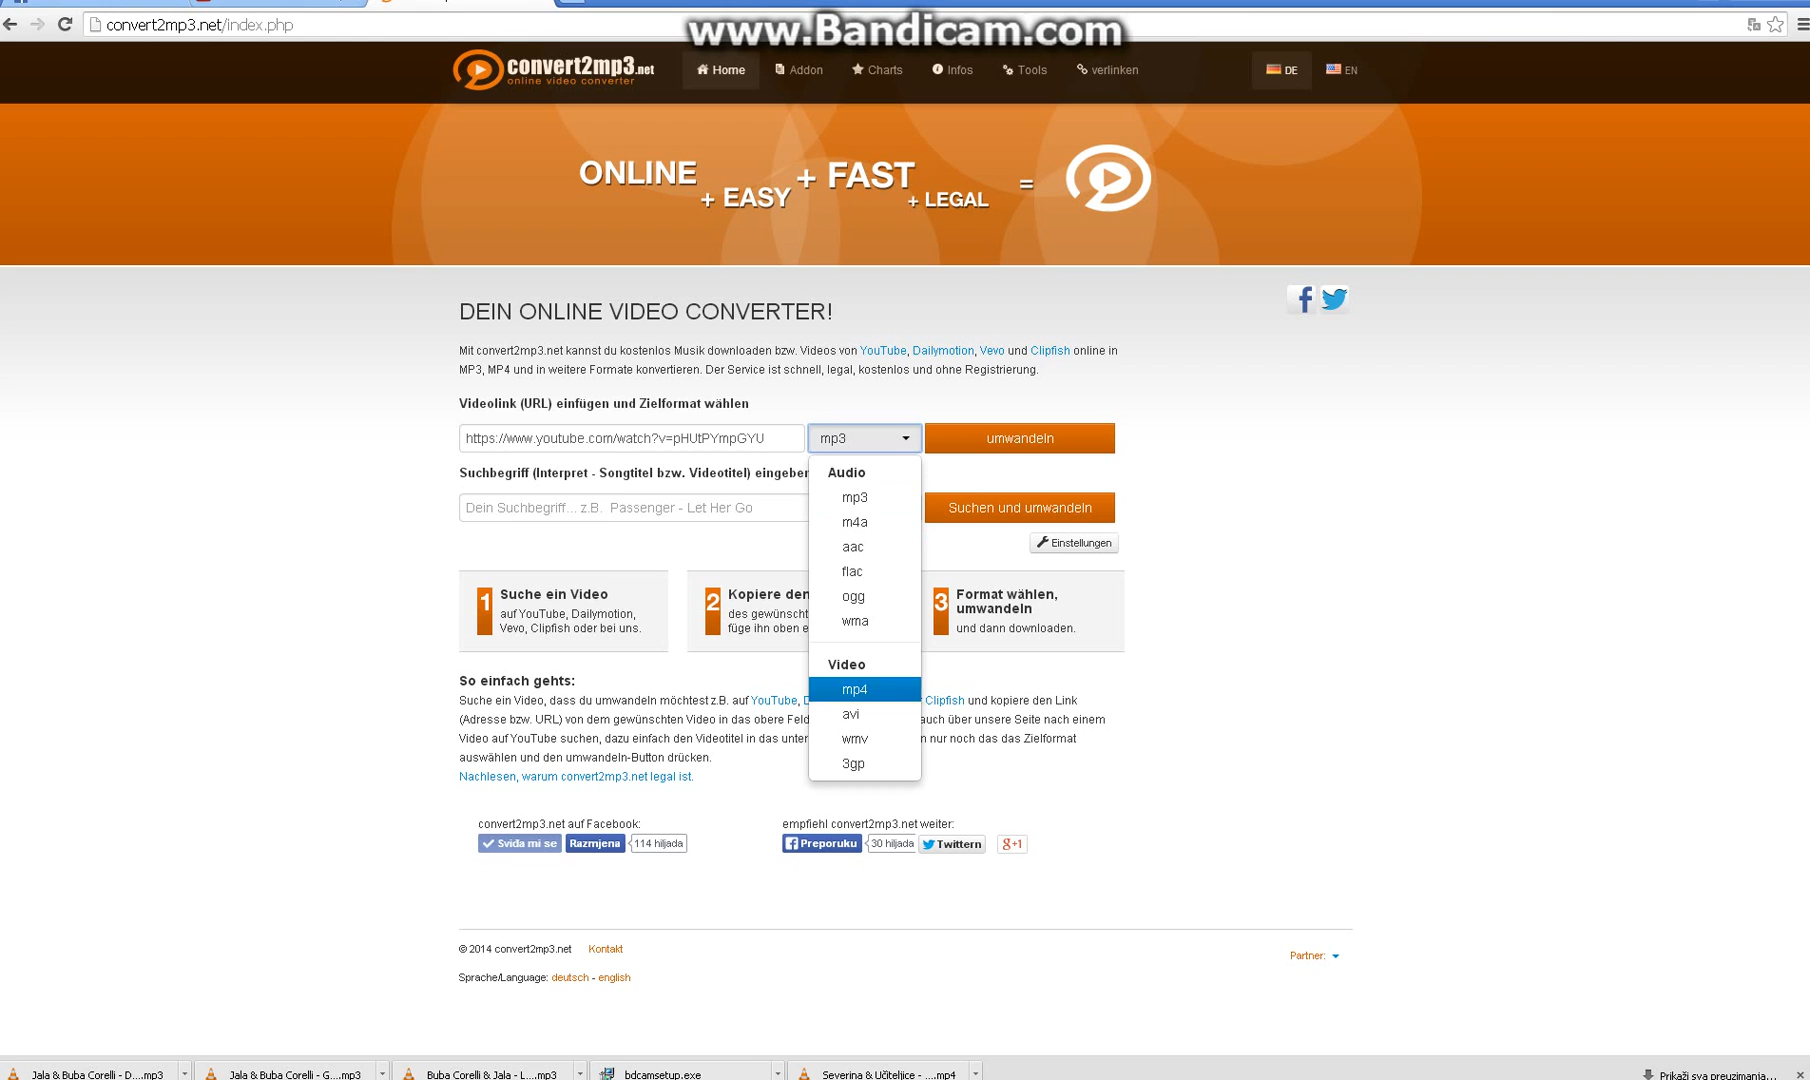 www.Bandicam.com
convert2mp3.net/index.php
convert2mp3.net
online video converter
Home
Addon
Charts
Infos
Tools
verlinken
DE
EN
ONLINE + EASY + FAST + LEGAL =
DEIN ONLINE VIDEO CONVERTER!
Mit convert2mp3.net kannst du kostenlos Musik downloaden bzw. Videos von YouTube, Dailymotion, Vevo und Clipfish online in
MP3, MP4 und in weitere Formate konvertieren. Der Service ist schnell, legal, kostenlos und ohne Registrierung.
Videolink (URL) einfügen und Zielformat wählen
https://www.youtube.com/watch?v=pHUtPYmpGYU
mp3
umwandeln
Suchbegriff (Interpret - Songtitel bzw. Videotitel) eingeben
Dein Suchbegriff... z.B. Passenger - Let Her Go
Suchen und umwandeln
Einstellungen
Audio
mp3
m4a
aac
flac
ogg
wma
Video
mp4
avi
wmv
3gp
1 Suche ein Video
auf YouTube, Dailymotion,
Vevo, Clipfish oder bei uns.
2 Kopiere den
des gewünscht
füge ihn oben e
3 Format wählen,
umwandeln
und dann downloaden.
So einfach gehts:
Suche ein Video, dass du umwandeln möchtest z.B. auf YouTube, Clipfish und kopiere den Link
(Adresse bzw. URL) von dem gewünschten Video in das obere Feld auch über unsere Seite nach einem
Video auf YouTube suchen, dazu einfach den Videotitel in das unter n nur noch das das Zielformat
auswählen und den umwandeln-Button drücken.
Nachlesen, warum convert2mp3.net legal ist.
convert2mp3.net auf Facebook:
Sviđa mi se Razmjena 114 hiljada
empfiehl convert2mp3.net weiter:
Preporuku 30 hiljada Twittern g+1
© 2014 convert2mp3.net Kontakt
Partner:
Sprache/Language: deutsch - english
Jala & Buba Corelli - D....mp3
Jala & Buba Corelli - G....mp3
Buba Corelli & Jala - L....mp3
bdcamsetup.exe
Severina & Učiteljice - ....mp4
Prikaži sva preuzimanja...